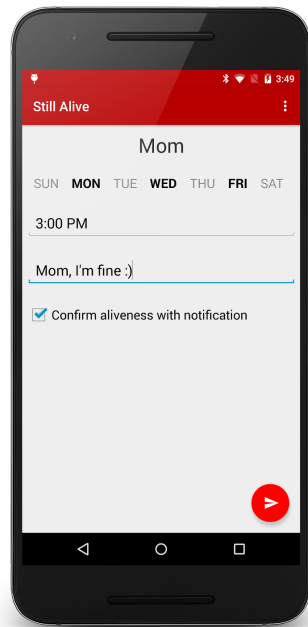 3:49
Still Alive
Mom
SUN MON TUE WED THU FRI SAT
3:00 PM
Mom, I'm fine :)
Confirm aliveness with notification